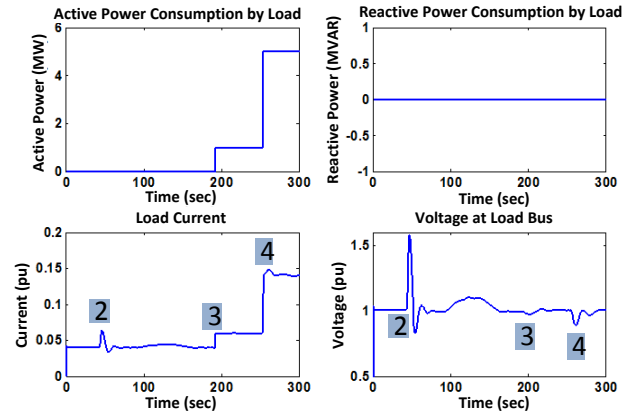 Active Power Consumption by Load
Active Power (MW)
6
4
2
0
0 100 200 300
Time (sec)
Reactive Power Consumption by Load
Reactive Power (MVAR)
1
0.5
0
-0.5
-1
0 100 200 300
Time (sec)
Load Current
Current (pu)
0.2
0.15
0.1
0.05
0
2
3
4
0 100 200 300
Time (sec)
Voltage at Load Bus
Voltage (pu)
1.5
1
0.5
2
3
4
0 100 200 300
Time (sec)